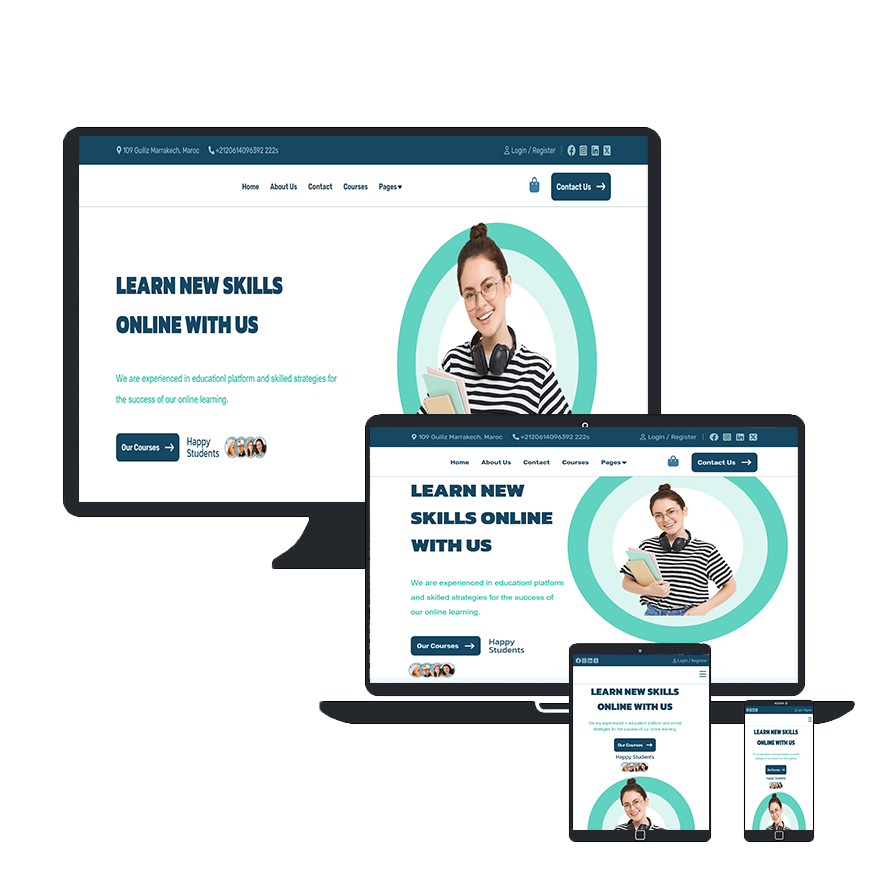 109 Guiliz Marrakech, Maroc +2120614096392 222s Login / Register
Home About Us Contact Courses Pages Contact Us
LEARN NEW SKILLS
ONLINE WITH US
We are experienced in educationl platform and skilled strategies for
the success of our online learning.
Our Courses Happy
Students
109 Guiliz Marrakech, Maroc +2120614096392 222s Login / Register
Home About Us Contact Courses Pages Contact Us
LEARN NEW
SKILLS ONLINE
WITH US
We are experienced in educationl platform
and skilled strategies for the success of
our online learning.
Our Courses Happy
Students
Login / Register
LEARN NEW SKILLS
ONLINE WITH US
We are experienced in educationl platform and skilled
strategies for the success of our online learning.
Our Courses
Happy Students
Login / Register
LEARN NEW SKILLS
ONLINE WITH US
Our Courses
Happy Students